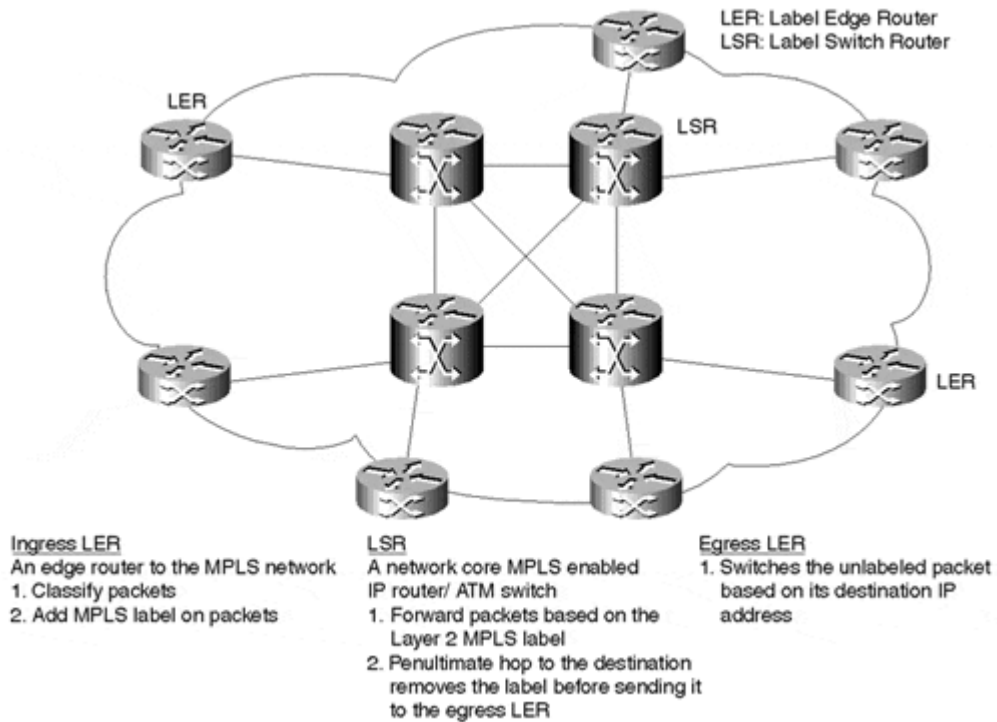 LER: Label Edge Router
LSR: Label Switch Router
LER
LSR
LER
Ingress LER
An edge router to the MPLS network
1. Classify packets
2. Add MPLS label on packets
LSR
A network core MPLS enabled
IP router/ ATM switch
1. Forward packets based on the
Layer 2 MPLS label
2. Penultimate hop to the destination
removes the label before sending it
to the egress LER
Egress LER
1. Switches the unlabeled packet
based on its destination IP
address